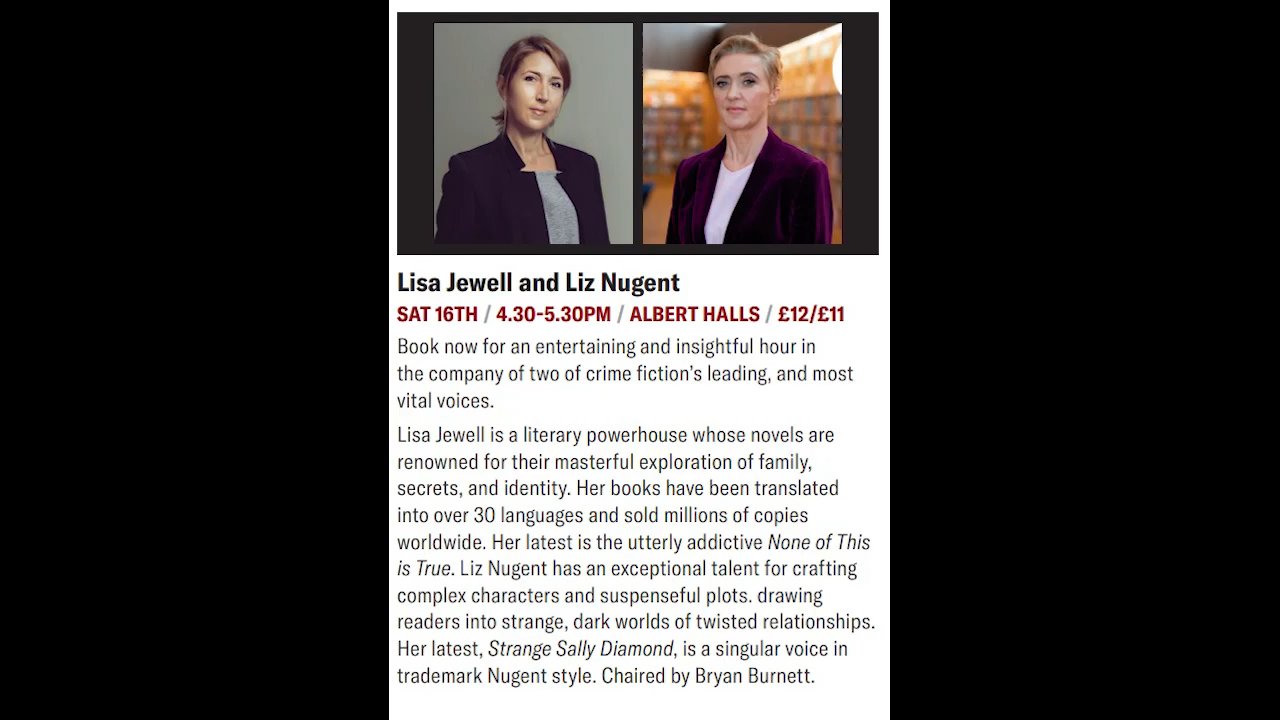 Lisa Jewell and Liz Nugent
SAT 16TH / 4.30-5.30PM / ALBERT HALLS / £12/£11
Book now for an entertaining and insightful hour in
the company of two of crime fiction’s leading, and most
vital voices.
Lisa Jewell is a literary powerhouse whose novels are
renowned for their masterful exploration of family,
secrets, and identity. Her books have been translated
into over 30 languages and sold millions of copies
worldwide. Her latest is the utterly addictive None of This
is True. Liz Nugent has an exceptional talent for crafting
complex characters and suspenseful plots. drawing
readers into strange, dark worlds of twisted relationships.
Her latest, Strange Sally Diamond, is a singular voice in
trademark Nugent style. Chaired by Bryan Burnett.